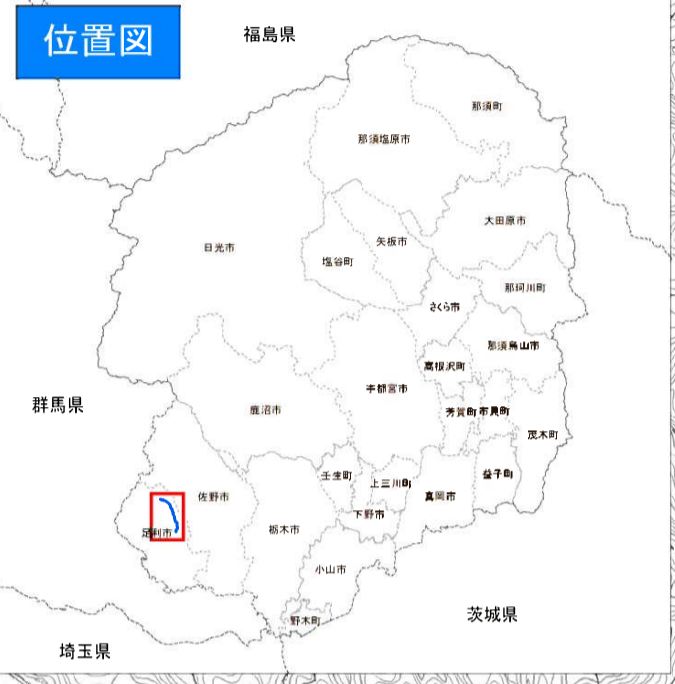 位置図
福島県
那須町
那須塩原市
大田原市
矢板市
日光市
塩谷町
那珂川町
さくら市
那須烏山市
高根沢町
宇都宮市
群馬県
鹿沼市
芳賀町
市貝町
茂木町
壬生町
益子町
上三川町
佐野市
真岡市
下野市
栃木市
足利市
小山市
茨城県
野木町
埼玉県